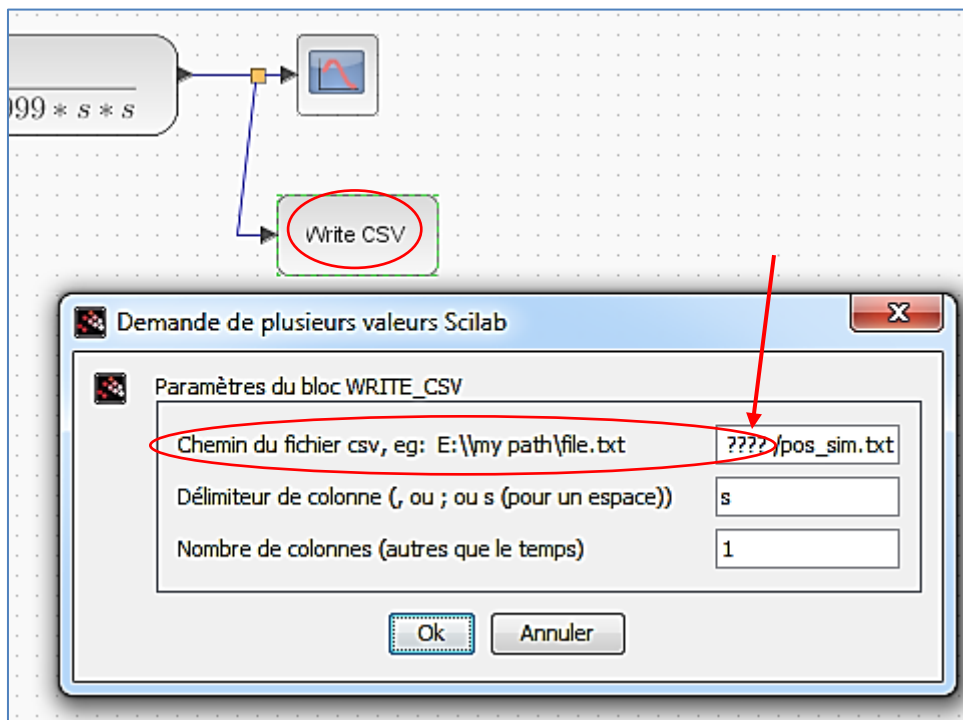 999 * s * s
Write CSV
Demande de plusieurs valeurs Scilab
Paramètres du bloc WRITE_CSV
Chemin du fichier csv, eg: E:\\my path\file.txt ???? /pos_sim.txt
Délimiteur de colonne (, ou ; ou s (pour un espace)) s
Nombre de colonnes (autres que le temps) 1
Ok Annuler